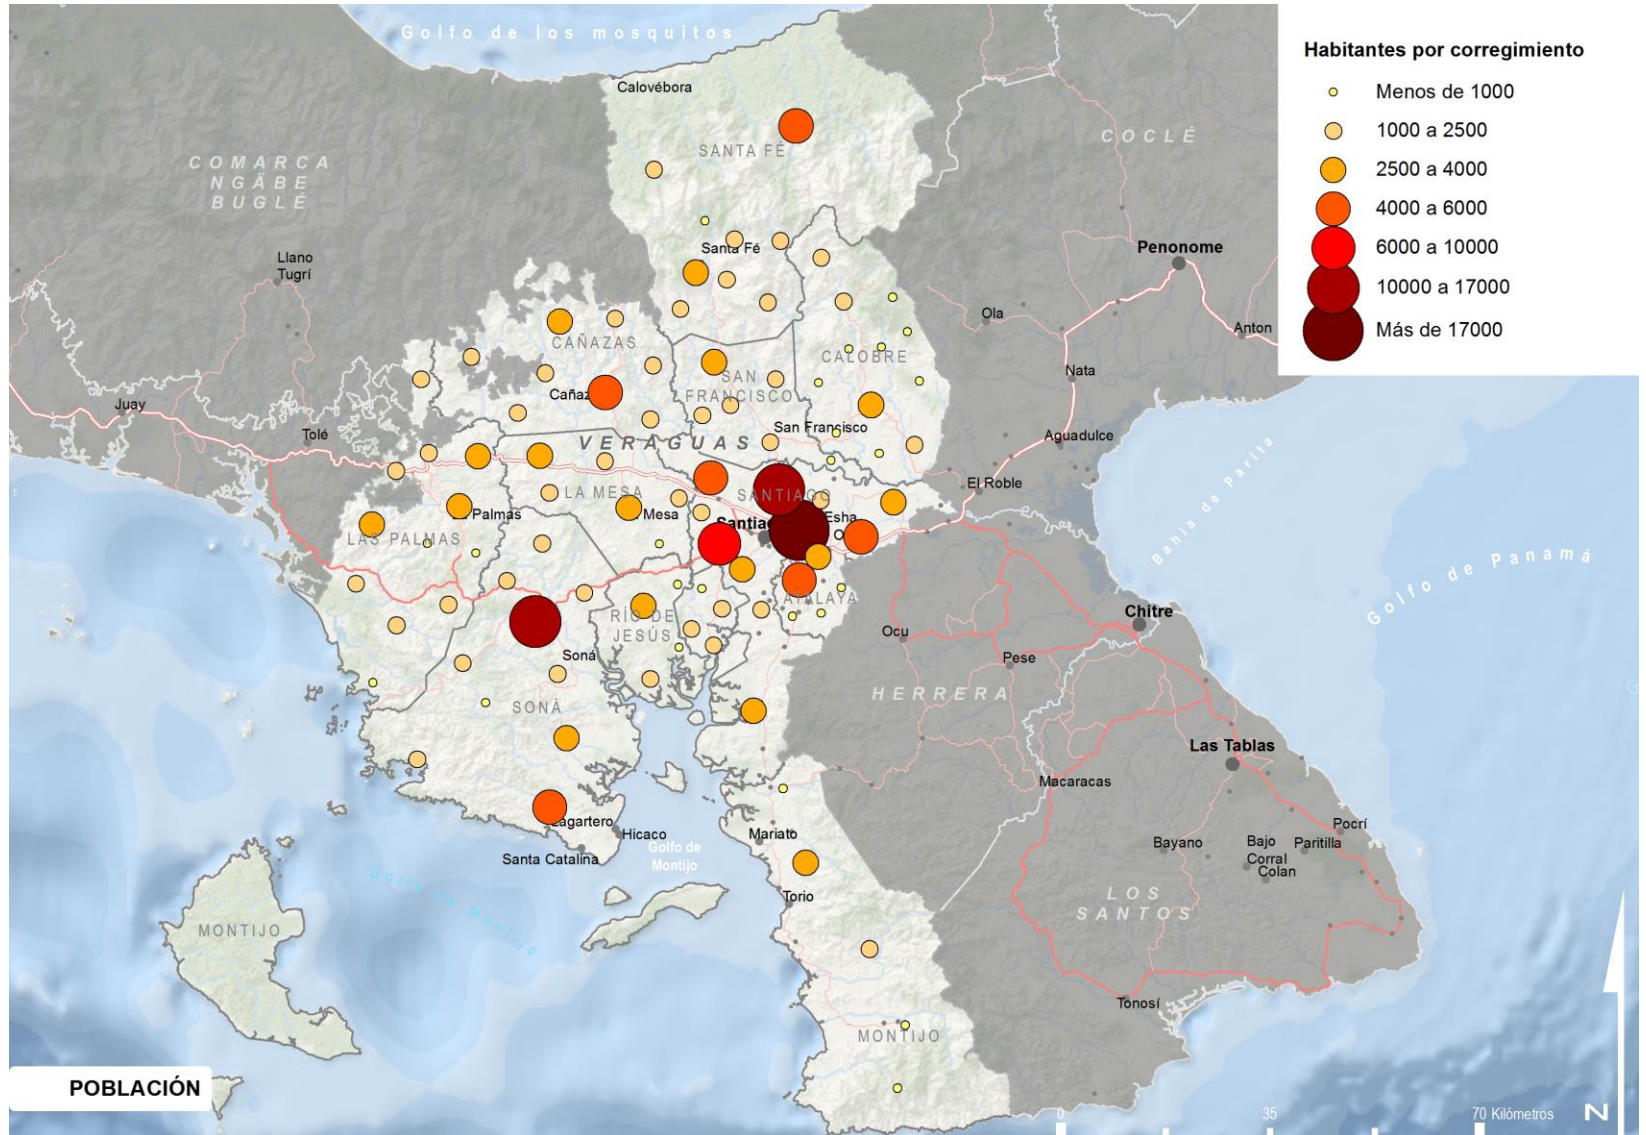 Golfo de los mosquitos
Habitantes por corregimiento
Menos de 1000
1000 a 2500
2500 a 4000
4000 a 6000
6000 a 10000
10000 a 17000
Más de 17000
Calovébora
COCLÉ
SANTA FÉ
COMARCA
NGÄBE
BUGLÉ
Santa Fé
Penonome
Llano
Tugrí
Ola
Anton
CAÑAZAS
CALOBRE
Nata
SAN
FRANCISCO
Cañaz
Juay
San Francisco
Tolé
VERAGUAS
Aguadulce
Bahía de Parita
El Roble
LA MESA
SANTIAGO
Palmas
Mesa
Santiag
Esha
O
LAS PALMAS
Golfo de Panamá
ATALAYA
RÍO DE
JESÚS
Chitre
Ocu
Soná
Pese
HERRERA
SONÁ
Las Tablas
Macaracas
Lagartero
Hicaco
Mariato
Pocrí
Bayano
Bajo
Corral
Paritilla
Colan
Santa Catalina
Golfo de
Montijo
Golfo de Montijo
Torio
LOS
SANTOS
MONTIJO
Tonosí
MONTIJO
POBLACIÓN
0
35
70 Kilómetros
N